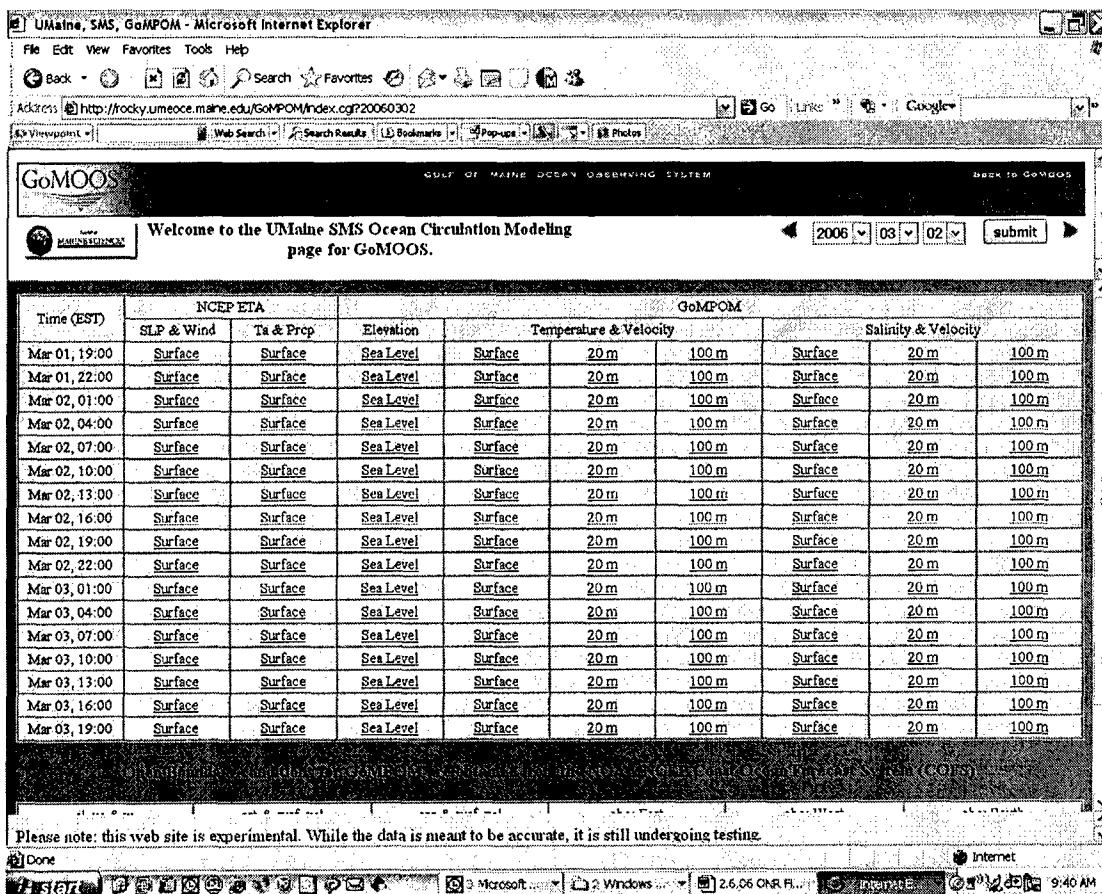 UMaine, SMS, GoMPOM - Microsoft Internet Explorer
File Edit View Favorites Tools Help
Back Search Favorites
Address http://rocky.umeoce.maine.edu/GoMPOM/index.cgi?20060302 Go Links » Google
Viewpoint Web Search Search Results Bookmarks Pop-ups Photos
GoMOOS GULF OF MAINE OCEAN OBSERVING SYSTEM back to GoMOOS
MARINE SCIENCES Welcome to the UMaine SMS Ocean Circulation Modeling 2006 03 02 submit
page for GoMOOS.
Time (EST) NCEP ETA GoMPOM
SLP & Wind Ta & Prcp Elevation Temperature & Velocity Salinity & Velocity
Mar 01, 19:00 Surface Surface Sea Level Surface 20 m 100 m Surface 20 m 100 m
Mar 01, 22:00 Surface Surface Sea Level Surface 20 m 100 m Surface 20 m 100 m
Mar 02, 01:00 Surface Surface Sea Level Surface 20 m 100 m Surface 20 m 100 m
Mar 02, 04:00 Surface Surface Sea Level Surface 20 m 100 m Surface 20 m 100 m
Mar 02, 07:00 Surface Surface Sea Level Surface 20 m 100 m Surface 20 m 100 m
Mar 02, 10:00 Surface Surface Sea Level Surface 20 m 100 m Surface 20 m 100 m
Mar 02, 13:00 Surface Surface Sea Level Surface 20 m 100 m Surface 20 m 100 m
Mar 02, 16:00 Surface Surface Sea Level Surface 20 m 100 m Surface 20 m 100 m
Mar 02, 19:00 Surface Surface Sea Level Surface 20 m 100 m Surface 20 m 100 m
Mar 02, 22:00 Surface Surface Sea Level Surface 20 m 100 m Surface 20 m 100 m
Mar 03, 01:00 Surface Surface Sea Level Surface 20 m 100 m Surface 20 m 100 m
Mar 03, 04:00 Surface Surface Sea Level Surface 20 m 100 m Surface 20 m 100 m
Mar 03, 07:00 Surface Surface Sea Level Surface 20 m 100 m Surface 20 m 100 m
Mar 03, 10:00 Surface Surface Sea Level Surface 20 m 100 m Surface 20 m 100 m
Mar 03, 13:00 Surface Surface Sea Level Surface 20 m 100 m Surface 20 m 100 m
Mar 03, 16:00 Surface Surface Sea Level Surface 20 m 100 m Surface 20 m 100 m
Mar 03, 19:00 Surface Surface Sea Level Surface 20 m 100 m Surface 20 m 100 m
Ocean Forecast System (COFS)
Please note: this web site is experimental. While the data is meant to be accurate, it is still undergoing testing.
Done Internet
3 Microsoft 2 Windows 2.6.06 ONR 9:40 AM